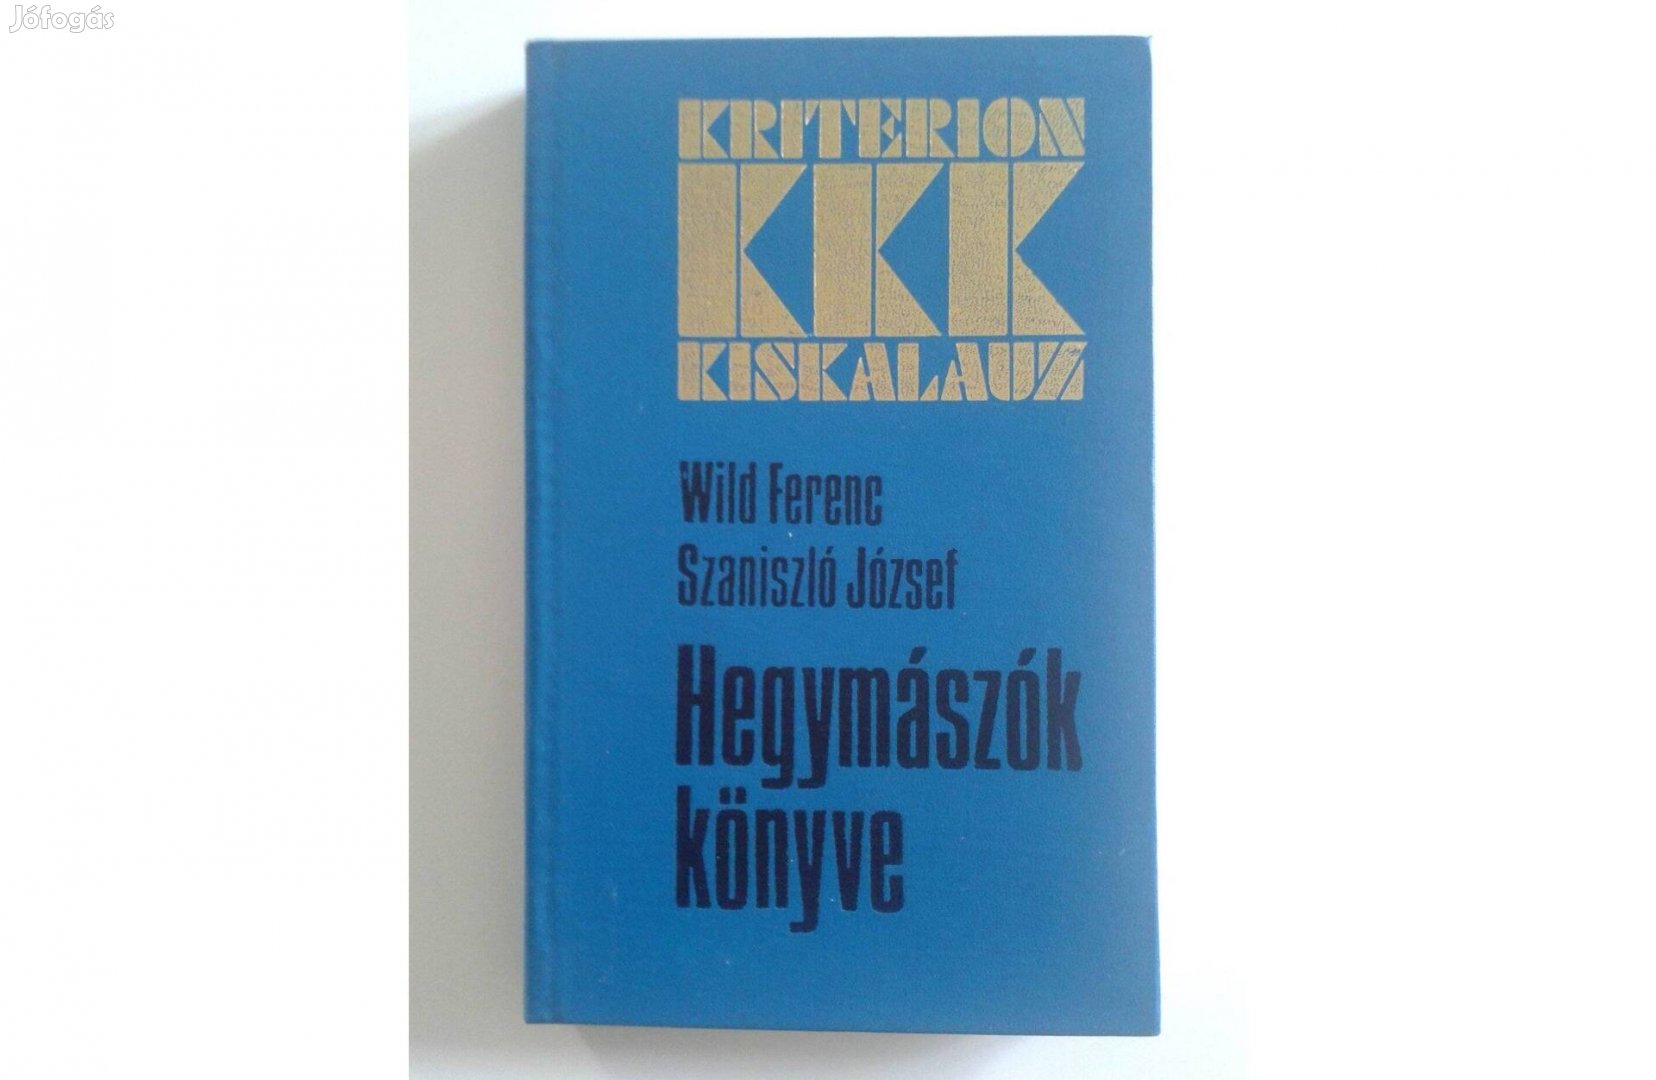 Jófogás
KRITERION
KKK
KISKALAUZ
Wild Ferenc
Szaniszló József
Hegymászók
könyve